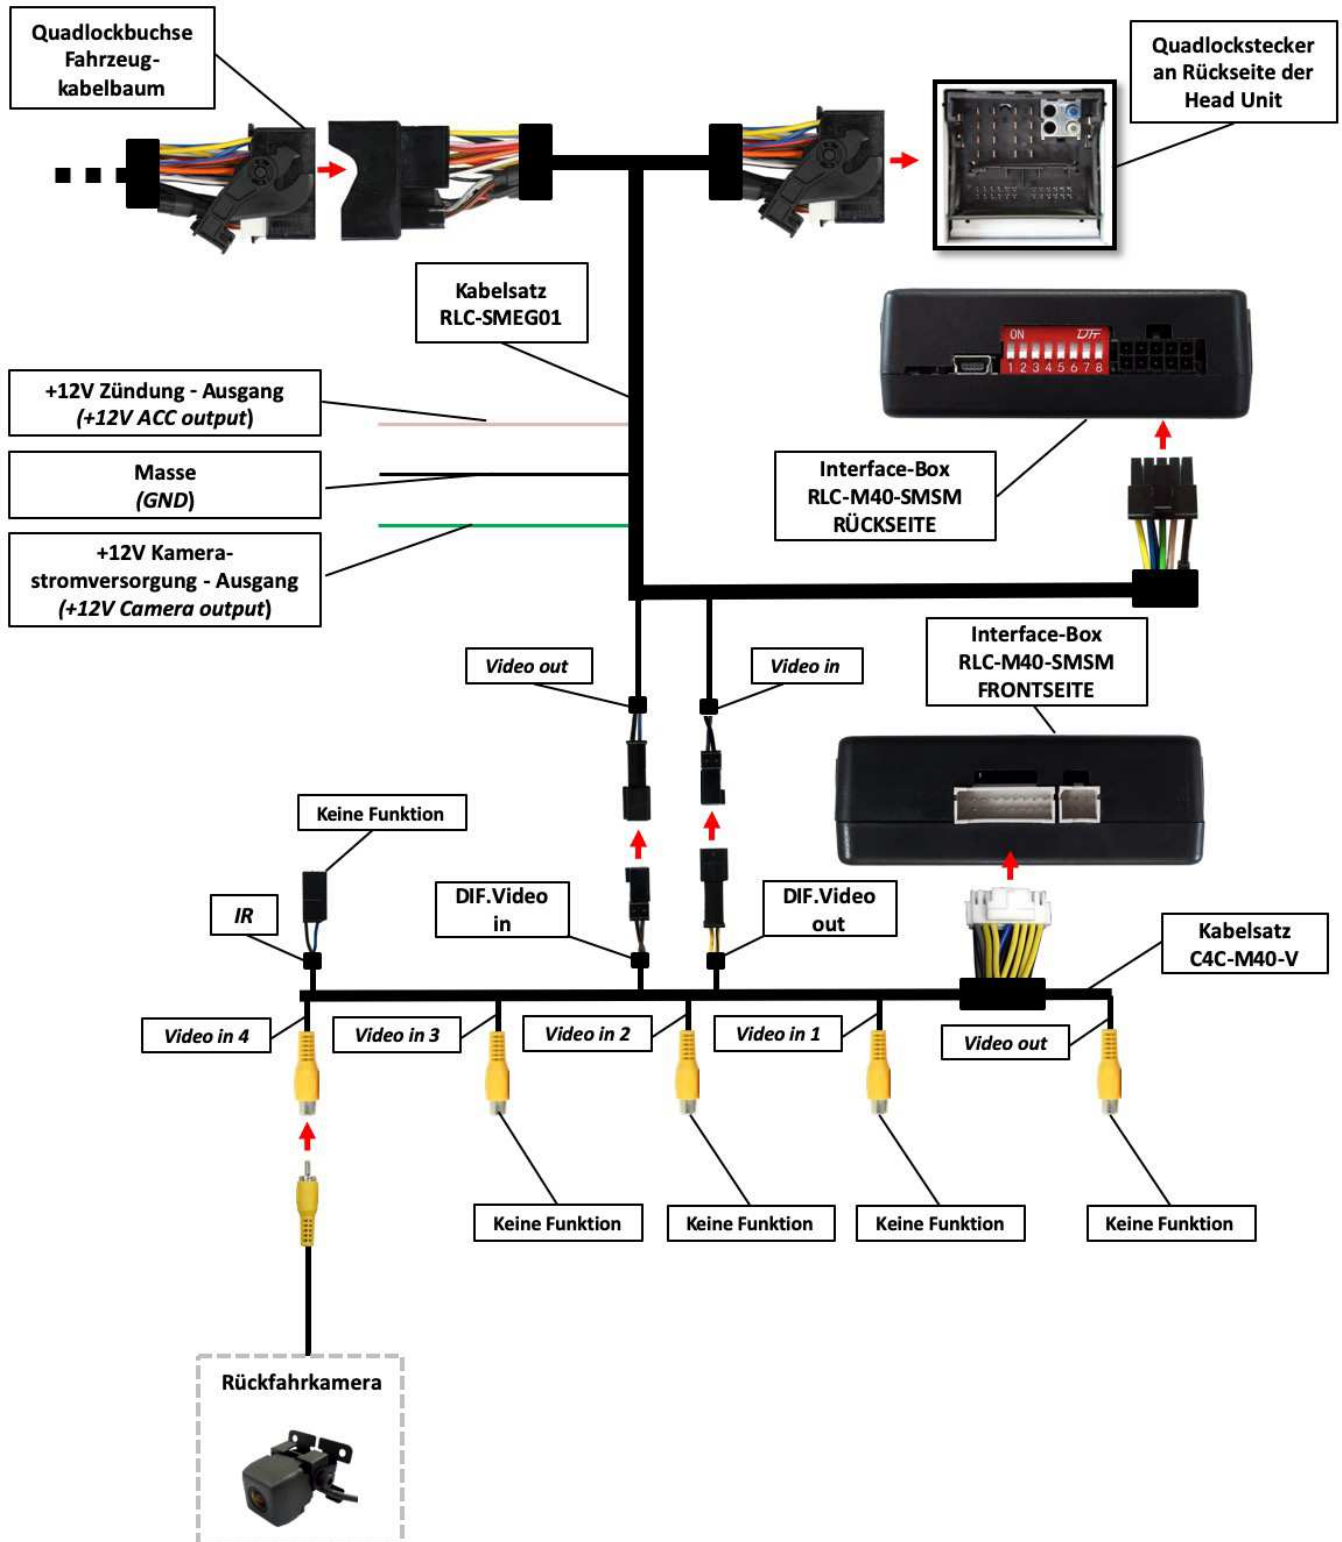 Quadlockbuchse
Fahrzeug-
kabelbaum
Quadlockstecker
an Rückseite der
Head Unit
Kabelsatz
RLC-SMEG01
ON DTF
1 2 3 4 5 6 7 8
+12V Zündung - Ausgang
(+12V ACC output)
Masse
(GND)
+12V Kamera-
stromversorgung - Ausgang
(+12V Camera output)
Interface-Box
RLC-M40-SMSM
RÜCKSEITE
Video out
Video in
Interface-Box
RLC-M40-SMSM
FRONTSEITE
Keine Funktion
IR
DIF.Video
in
DIF.Video
out
Kabelsatz
C4C-M40-V
Video in 4
Video in 3
Video in 2
Video in 1
Video out
Keine Funktion
Keine Funktion
Keine Funktion
Keine Funktion
Rückfahrkamera